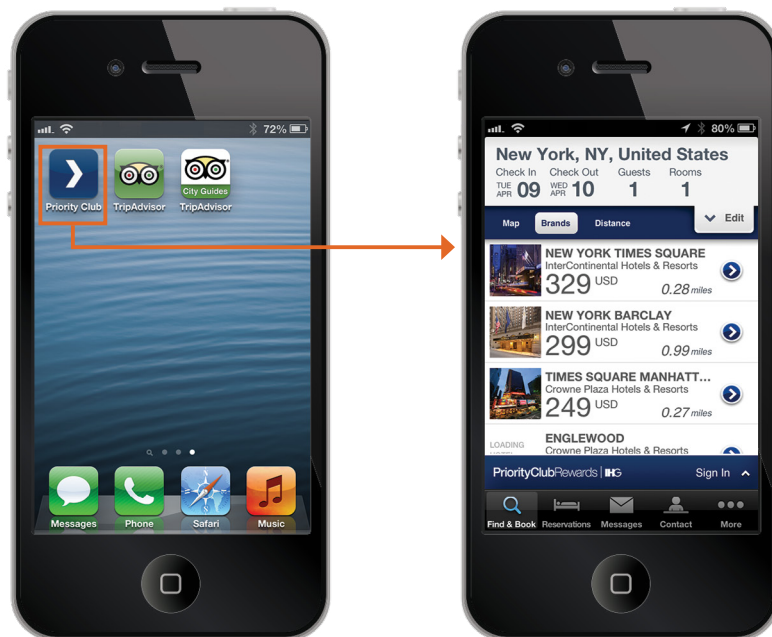 72%
Priority Club
TripAdvisor
City Guides
TripAdvisor
Messages
Phone
Safari
Music
80%
New York, NY, United States
Check In Check Out Guests Rooms
TUE APR 09 WED APR 10 1 1
Map Brands Distance Edit
NEW YORK TIMES SQUARE
InterContinental Hotels & Resorts
329 USD 0.28 miles
NEW YORK BARCLAY
InterContinental Hotels & Resorts
299 USD 0.99 miles
TIMES SQUARE MANHATT...
Crowne Plaza Hotels & Resorts
249 USD 0.27 miles
LOADING
ENGLEWOOD
Crowne Plaza Hotels & Resorts
PriorityClubRewards | IHG Sign In
Find & Book Reservations Messages Contact More